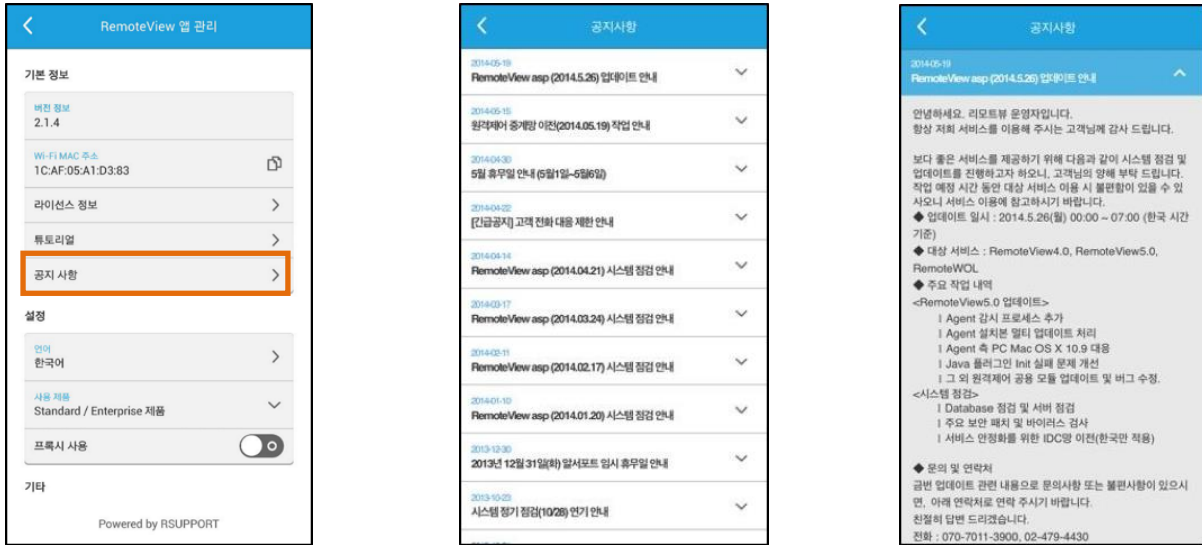 RemoteView 앱 관리
기본 정보
버전 정보
2.1.4
Wi-Fi MAC 주소
1C:AF:05:A1:D3:83
라이선스 정보
튜토리얼
공지 사항
설정
언어
한국어
사용 제품
Standard / Enterprise 제품
프록시 사용
기타
Powered by RSUPPORT
공지사항
2014-05-19
RemoteView asp (2014.5.26) 업데이트 안내
2014-05-15
원격제어 중계망 이전(2014.05.19) 작업 안내
2014-04-30
5월 휴무일 안내 (5월1일~5월6일)
2014-04-22
[긴급공지] 고객 전화 대응 제한 안내
2014-04-14
RemoteView asp (2014.04.21) 시스템 점검 안내
2014-03-17
RemoteView asp (2014.03.24) 시스템 점검 안내
2014-02-11
RemoteView asp (2014.02.17) 시스템 점검 안내
2014-01-10
RemoteView asp (2014.01.20) 시스템 점검 안내
2013-12-30
2013년 12월 31일(화) 알서포트 임시 휴무일 안내
2013-10-23
시스템 정기 점검(10/28) 연기 안내
공지사항
2014-05-19
RemoteView asp (2014.5.26) 업데이트 안내
안녕하세요. 리모트뷰 운영자입니다.
항상 저희 서비스를 이용해 주시는 고객님께 감사 드립니다.
보다 좋은 서비스를 제공하기 위해 다음과 같이 시스템 점검 및
업데이트를 진행하고자 하오니, 고객님의 양해 부탁 드립니다.
작업 예정 시간 동안 대상 서비스 이용 시 불편함이 있을 수 있
사오니 서비스 이용에 참고하시기 바랍니다.
◆ 업데이트 일시 : 2014.5.26(월) 00:00 ~ 07:00 (한국 시간
기준)
◆ 대상 서비스 : RemoteView4.0, RemoteView5.0,
RemoteWOL
◆ 주요 작업 내역
<RemoteView5.0 업데이트>
l Agent 감시 프로세스 추가
l Agent 설치본 멀티 업데이트 처리
l Agent 측 PC Mac OS X 10.9 대응
l Java 플러그인 Init 실패 문제 개선
l 그 외 원격제어 공용 모듈 업데이트 및 버그 수정.
<시스템 점검>
l Database 점검 및 서버 점검
l 주요 보안 패치 및 바이러스 검사
l 서비스 안정화를 위한 IDC망 이전(한국만 적용)
◆ 문의 및 연락처
금번 업데이트 관련 내용으로 문의사항 또는 불편사항이 있으시
면, 아래 연락처로 연락 주시기 바랍니다.
친절히 답변 드리겠습니다.
전화 : 070-7011-3900, 02-479-4430